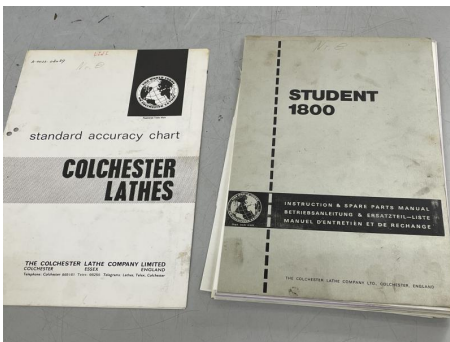 standard accuracy chart
COLCHESTER
LATHES
THE COLCHESTER LATHE COMPANY LIMITED
COLCHESTER ESSEX ENGLAND
STUDENT
1800
INSTRUCTION & SPARE PARTS MANUAL
BETRIEBSANLEITUNG & ERSATZTEIL–LISTE
MANUEL D'ENTRETIEN ET DE RECHANGE
THE COLCHESTER LATHE COMPANY LTD., COLCHESTER, ENGLAND